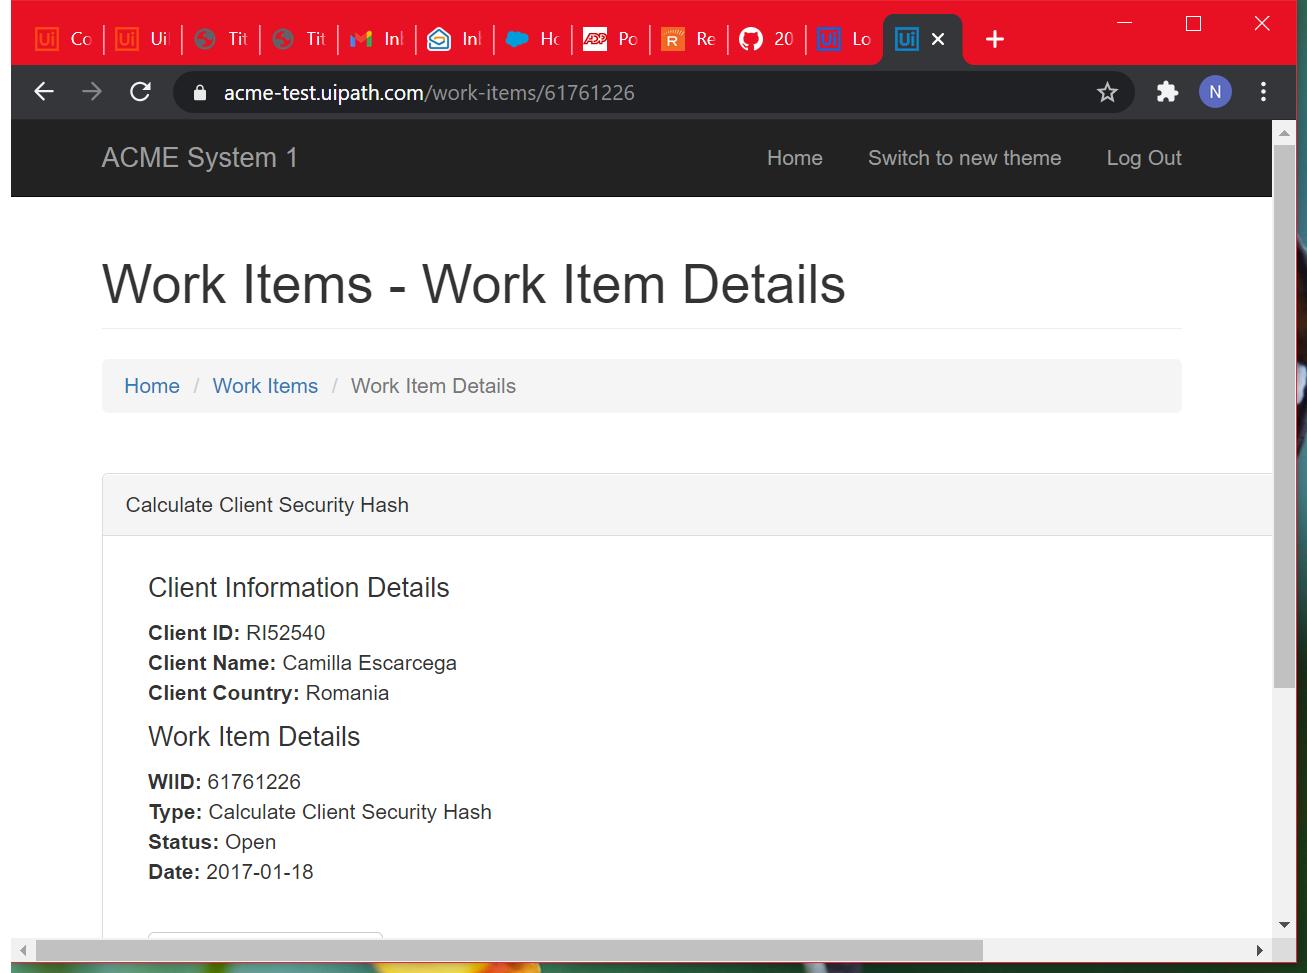 Co Ui Tit Tit In In Ho Po Re 20 Lo
acme-test.uipath.com/work-items/61761226 N
ACME System 1 Home Switch to new theme Log Out
Work Items - Work Item Details
Home / Work Items / Work Item Details
Calculate Client Security Hash
Client Information Details
Client ID: RI52540
Client Name: Camilla Escarcega
Client Country: Romania
Work Item Details
WIID: 61761226
Type: Calculate Client Security Hash
Status: Open
Date: 2017-01-18